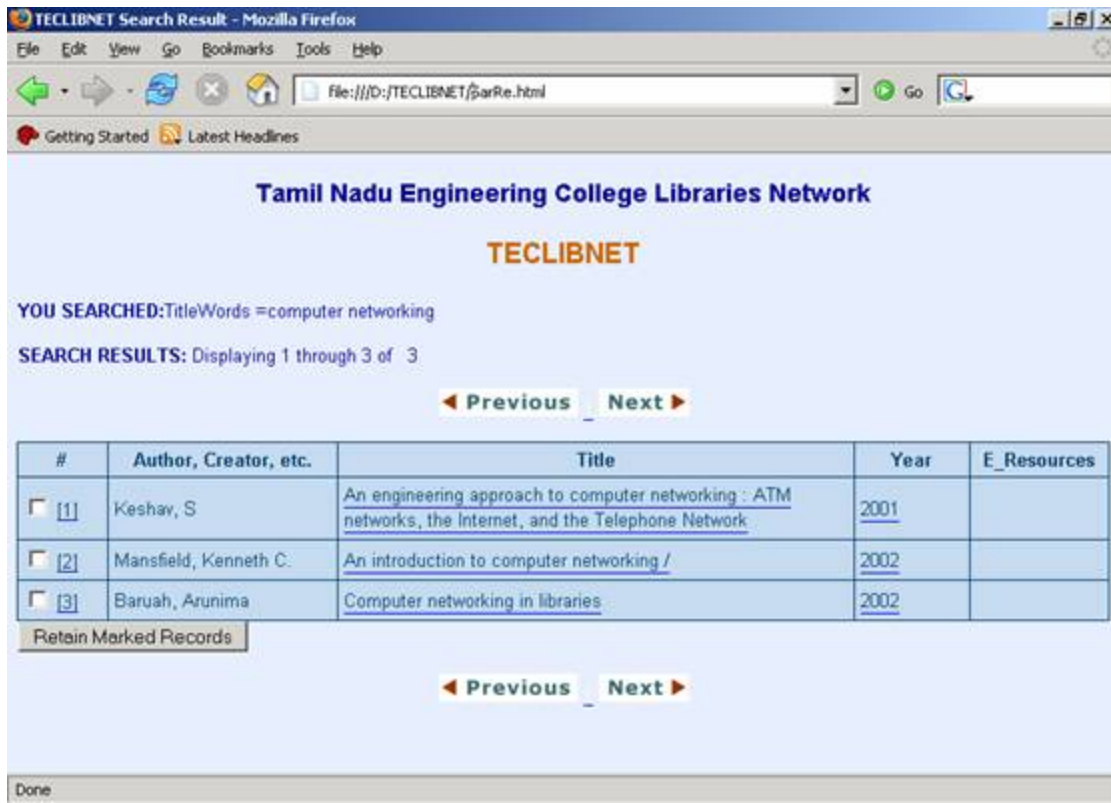 TECLIBNET Search Result - Mozilla Firefox
File Edit View Go Bookmarks Tools Help
file:///D:/TECLIBNET/SarRe.html Go G
Getting Started Latest Headlines
Tamil Nadu Engineering College Libraries Network
TECLIBNET
YOU SEARCHED:TitleWords =computer networking
SEARCH RESULTS: Displaying 1 through 3 of 3
Previous Next
# Author, Creator, etc. Title Year E_Resources
[1] Keshav, S An engineering approach to computer networking : ATM
networks, the Internet, and the Telephone Network 2001
[2] Mansfield, Kenneth C. An introduction to computer networking / 2002
[3] Baruah, Arunima Computer networking in libraries 2002
Retain Marked Records
Previous Next
Done